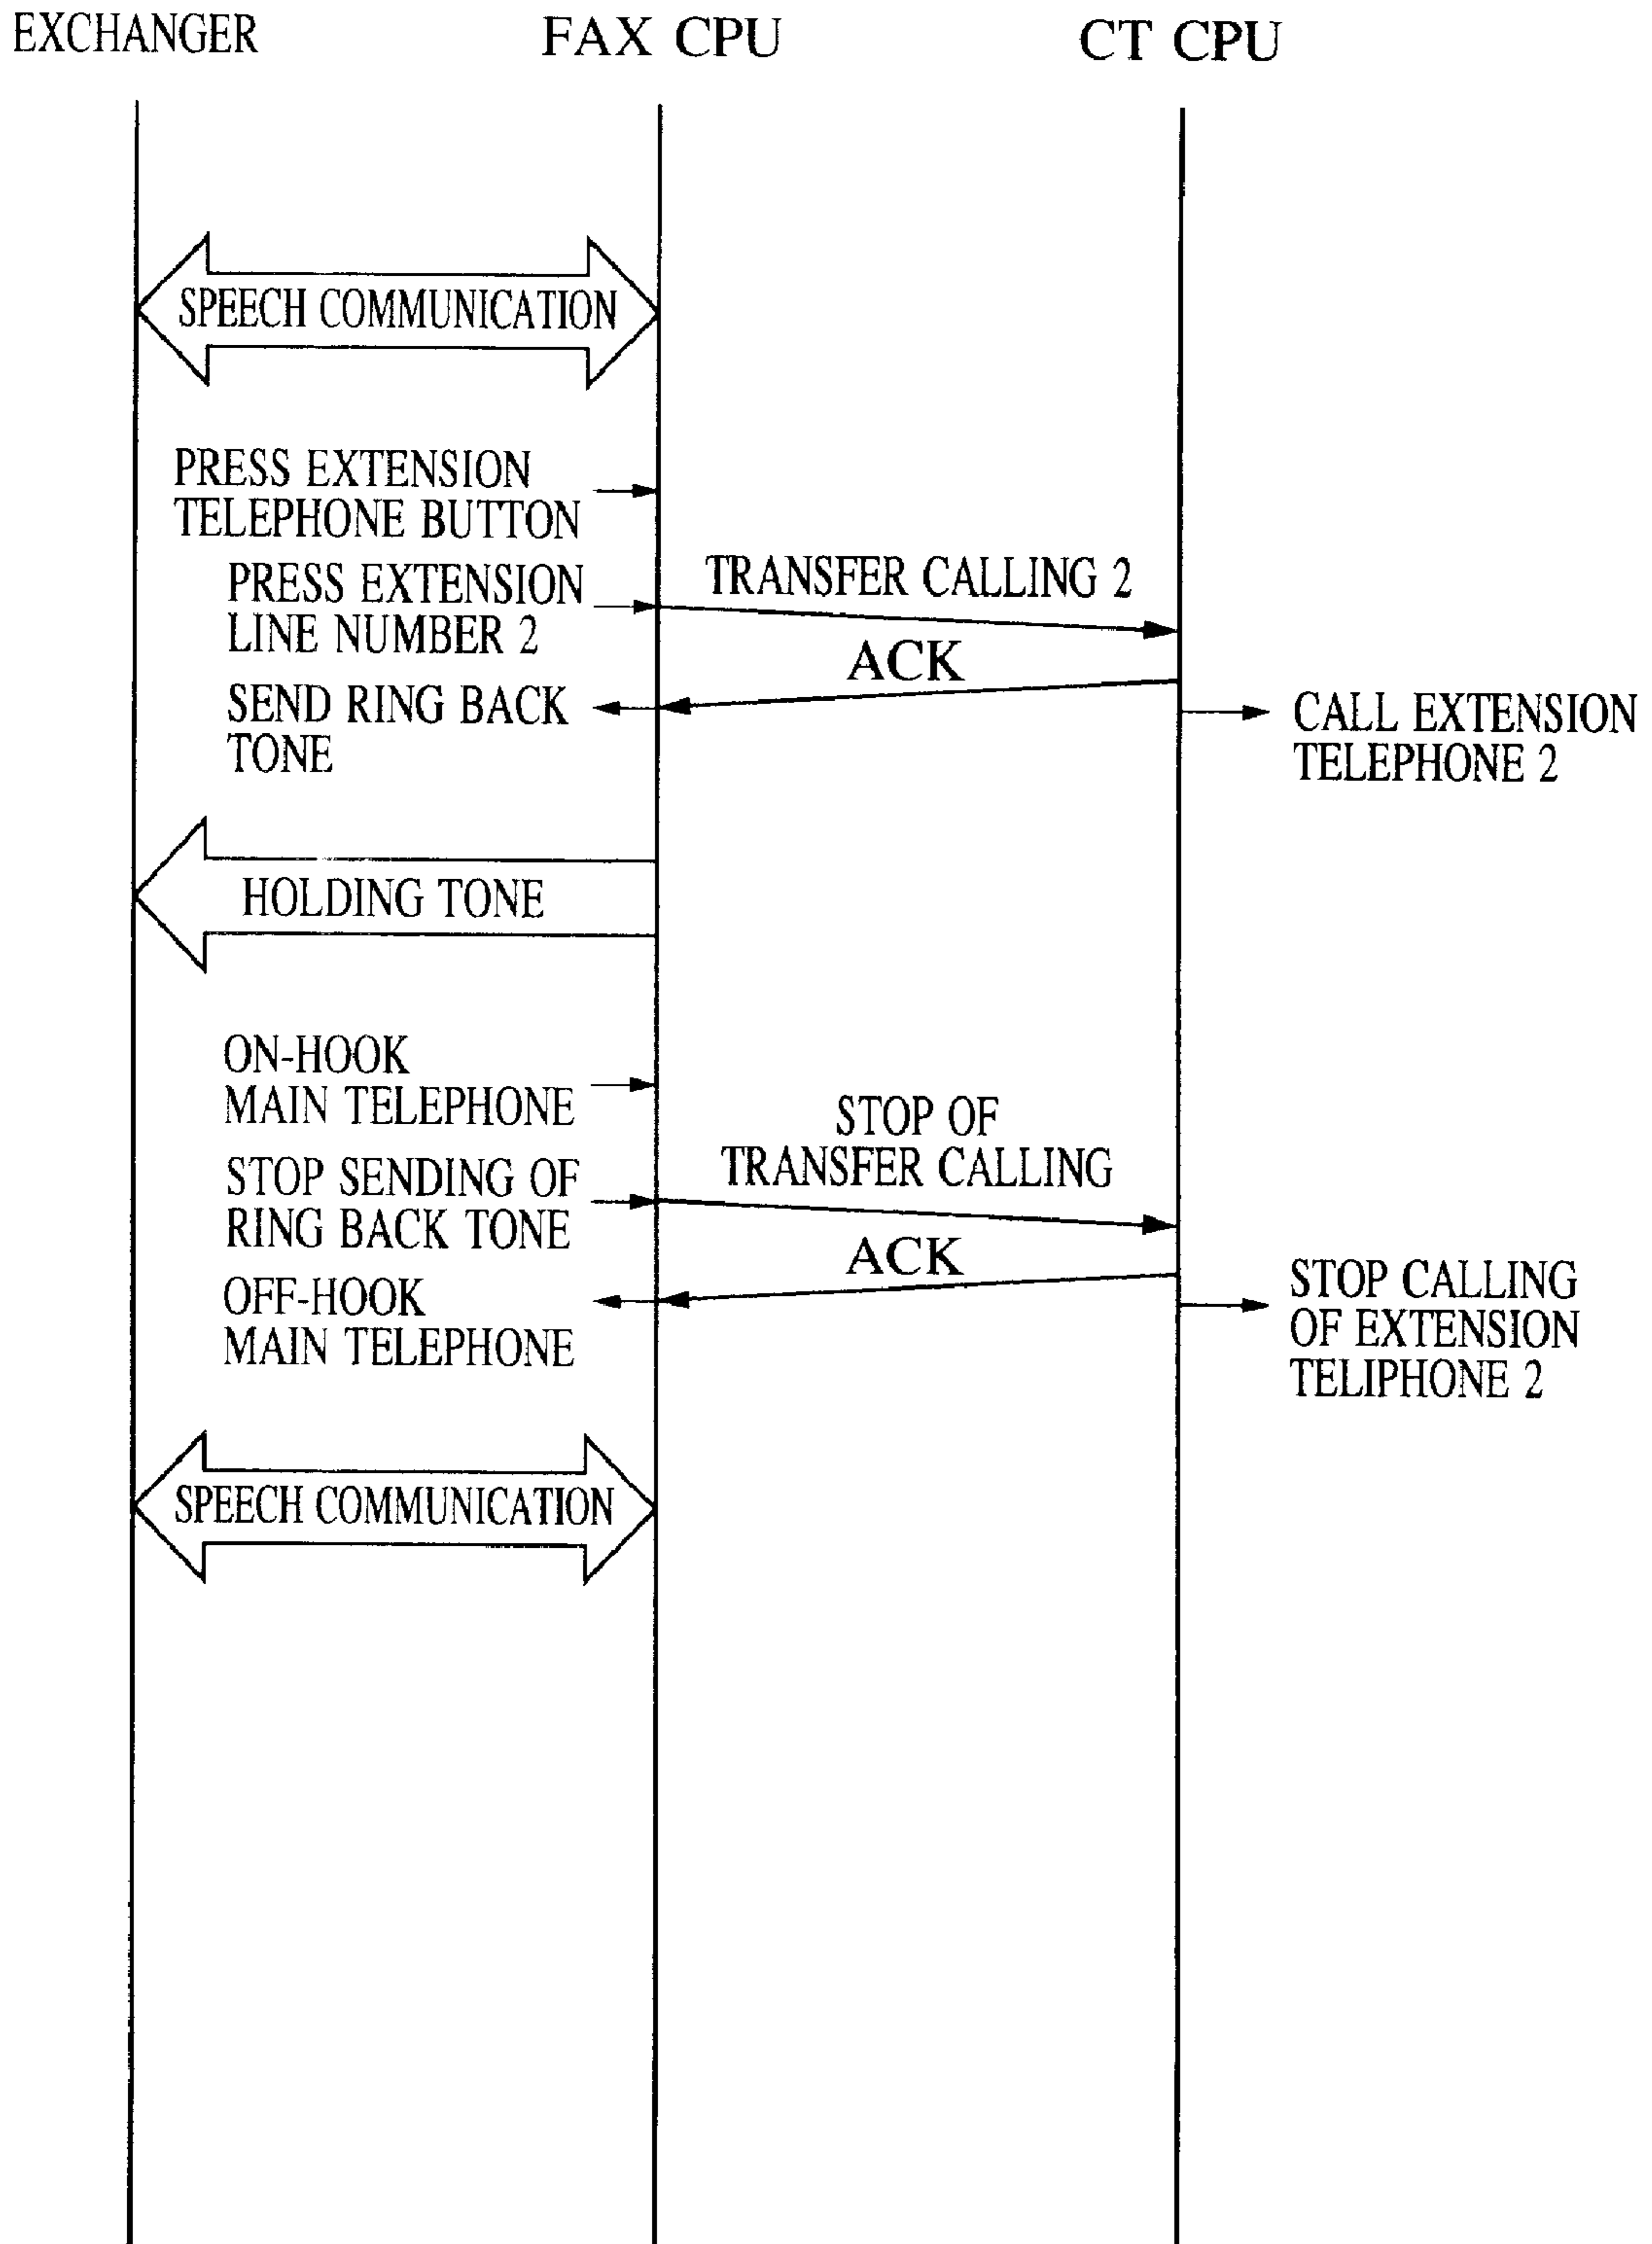 EXCHANGER
FAX CPU
CT CPU
SPEECH COMMUNICATION
PRESS EXTENSION
TELEPHONE BUTTON
PRESS EXTENSION
LINE NUMBER 2
TRANSFER CALLING 2
ACK
SEND RING BACK
TONE
CALL EXTENSION
TELEPHONE 2
HOLDING TONE
ON-HOOK
MAIN TELEPHONE
STOP OF
TRANSFER CALLING
STOP SENDING OF
RING BACK TONE
ACK
OFF-HOOK
MAIN TELEPHONE
STOP CALLING
OF EXTENSION
TELIPHONE 2
SPEECH COMMUNICATION